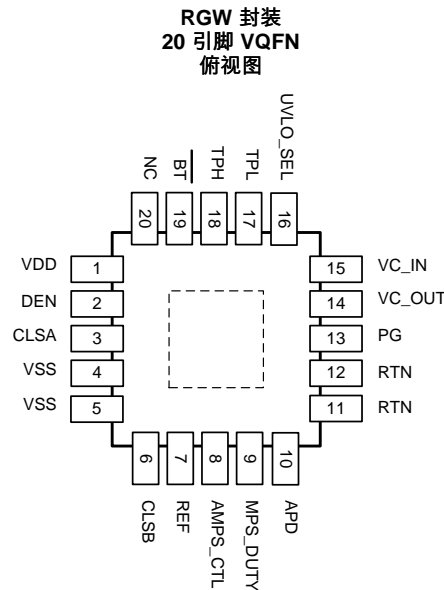 RGW 封装
20 引脚 VQFN
俯视图
NC
BT
TPH
TPL
UVLO_SEL
20
19
18
17
16
VDD 1
DEN 2
CLSA 3
VSS 4
VSS 5
15 VC_IN
14 VC_OUT
13 PG
12 RTN
11 RTN
6
7
8
9
10
CLSB
REF
AMPS_CTL
MPS_DUTY
APD